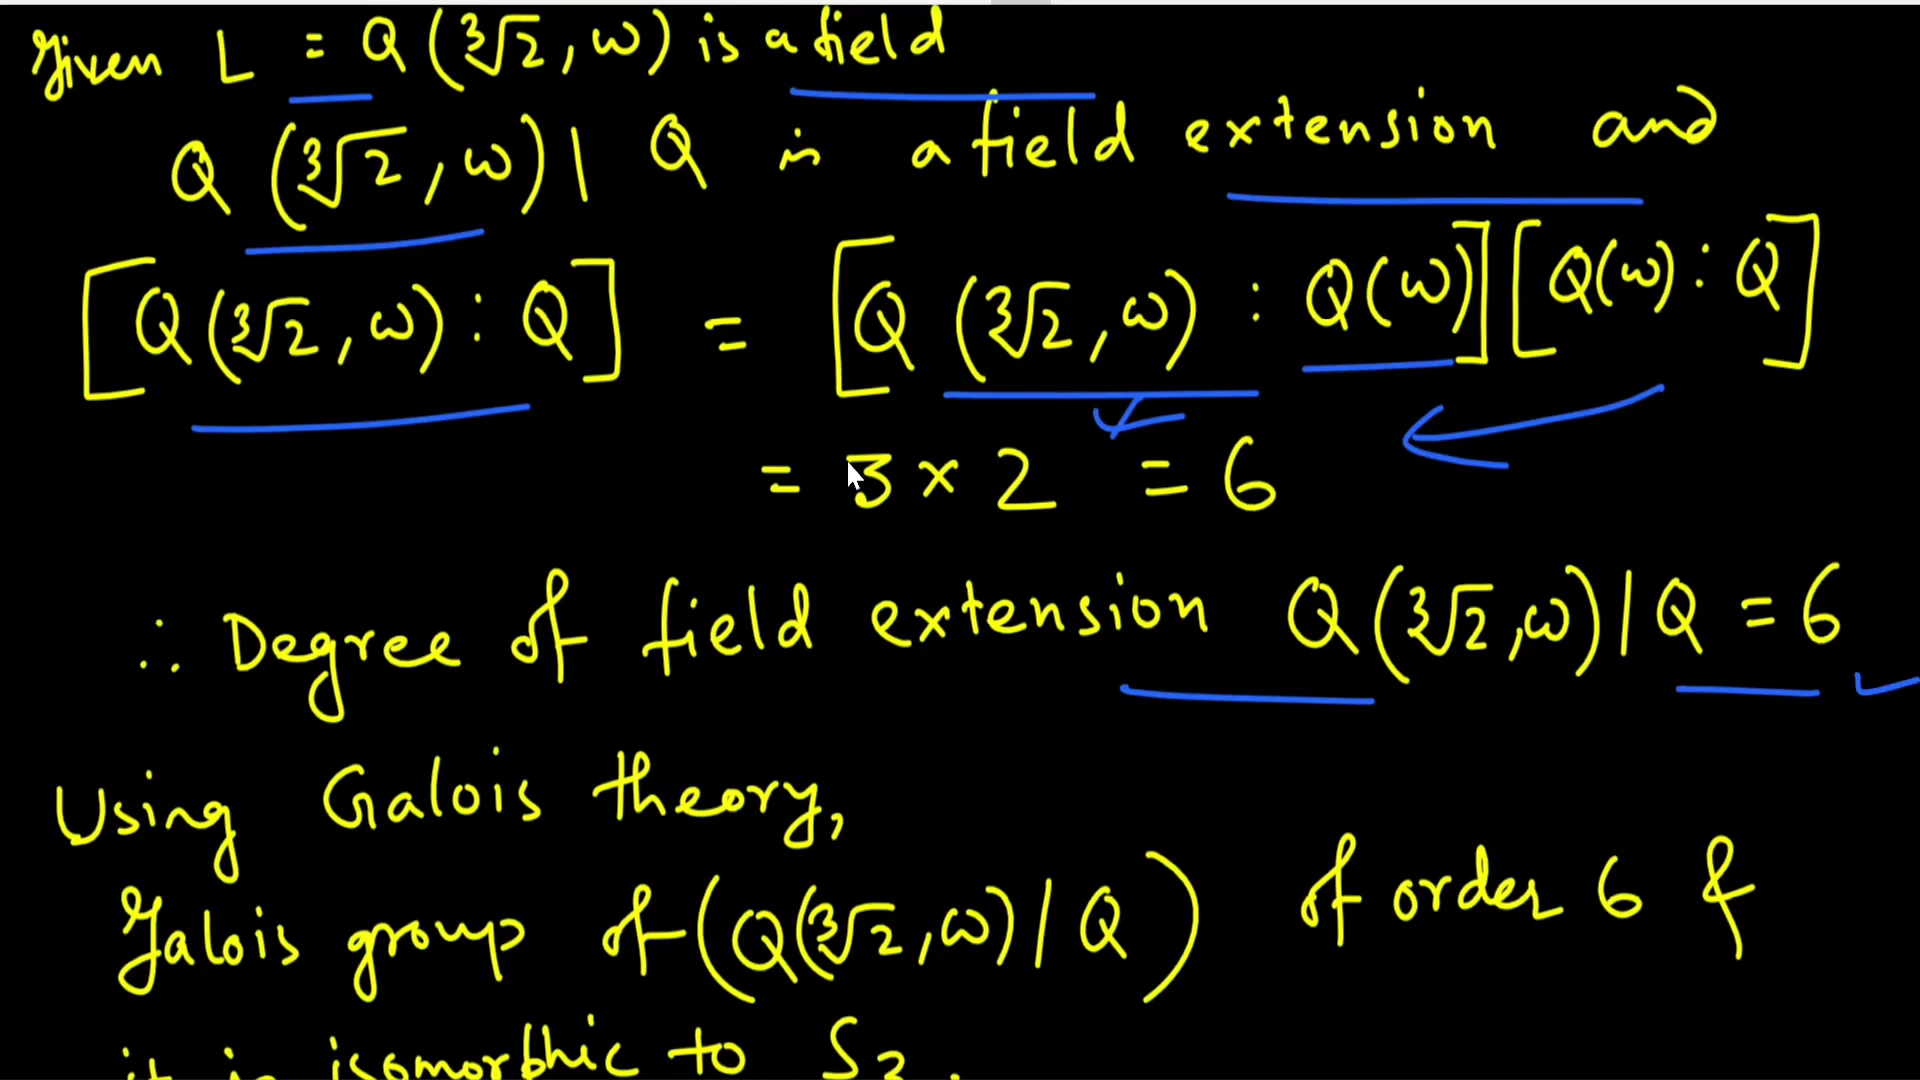 Given L = Q(∛2, ω) is a field
Q(∛2, ω) | Q is a field extension and
[Q(∛2, ω) : Q] = [Q(∛2, ω) : Q(ω)][Q(ω) : Q]
= 3 × 2 = 6
∴ Degree of field extension Q(∛2, ω) | Q = 6
Using Galois theory,
Galois group of (Q(∛2, ω) | Q) of order 6 &
it is isomorphic to S3.